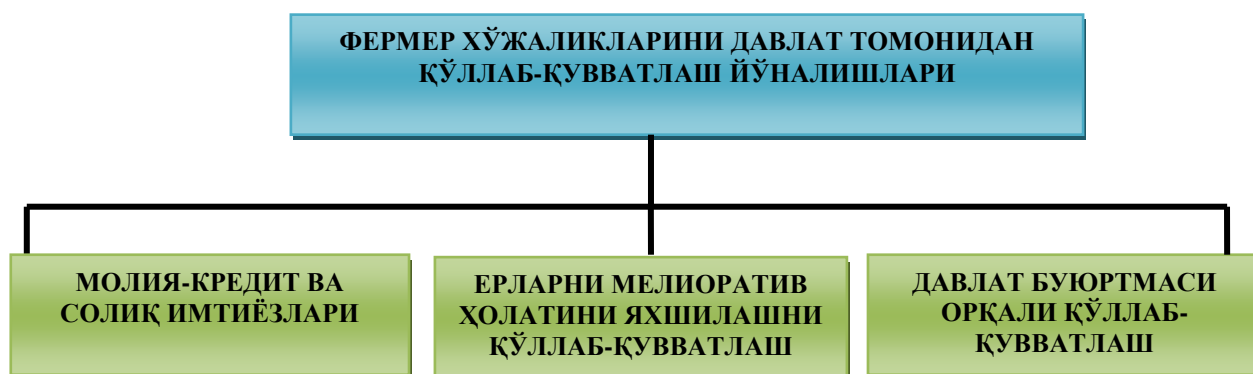 ФЕРМЕР ХЎЖАЛИКЛАРИНИ ДАВЛАТ ТОМОНИДАН
ҚЎЛЛАБ-ҚУВВАТЛАШ ЙЎНАЛИШЛАРИ
МОЛИЯ-КРЕДИТ ВА
СОЛИҚ ИМТИЁЗЛАРИ
ЕРЛАРНИ МЕЛИОРАТИВ
ҲОЛАТИНИ ЯХШИЛАШНИ
ҚЎЛЛАБ-ҚУВВАТЛАШ
ДАВЛАТ БУЮРТМАСИ
ОРҚАЛИ ҚЎЛЛАБ-
ҚУВВАТЛАШ